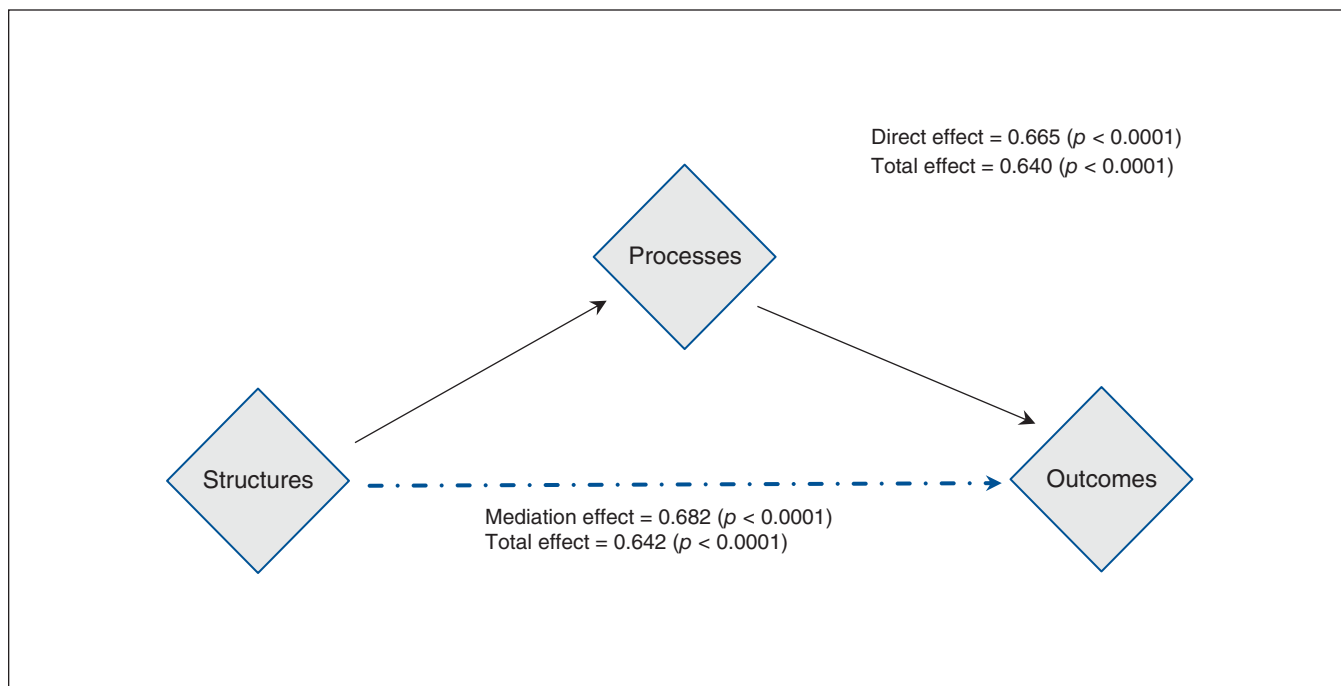 Direct effect = 0.665 (p < 0.0001)
Total effect = 0.640 (p < 0.0001)
Processes
Structures
Outcomes
Mediation effect = 0.682 (p < 0.0001)
Total effect = 0.642 (p < 0.0001)